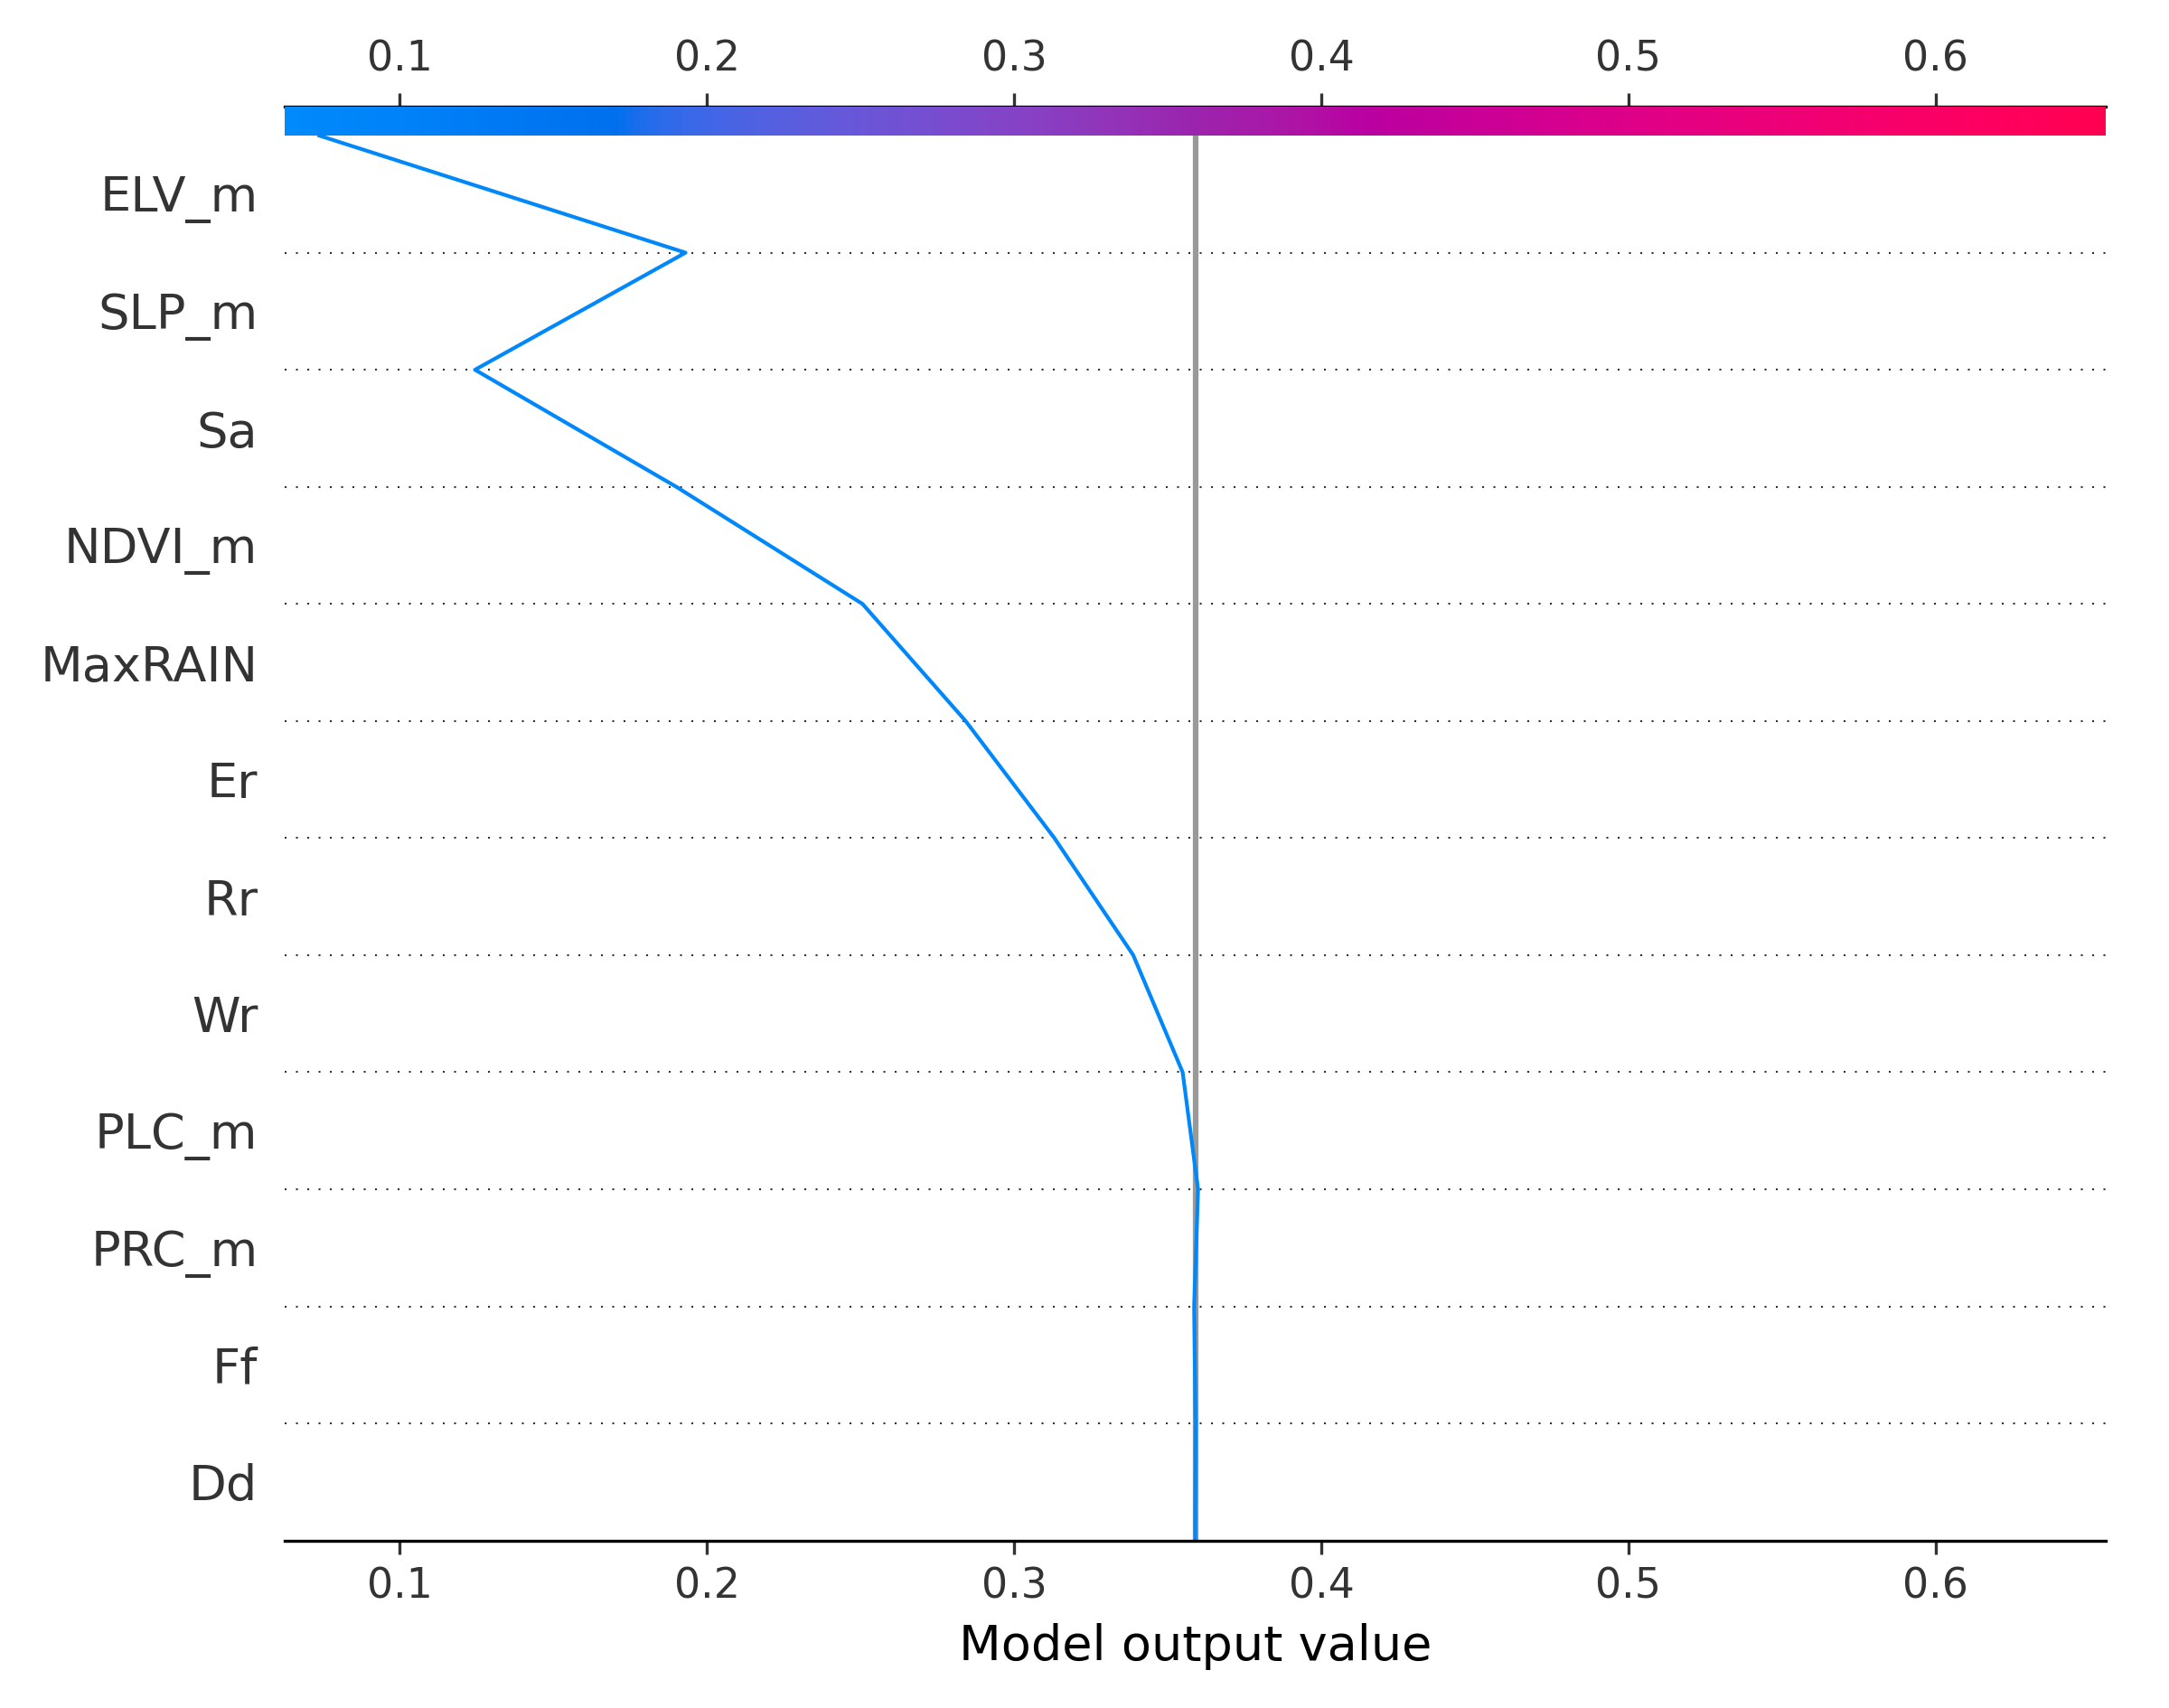 0.1 0.2 0.3 0.4 0.5 0.6
ELV_m
SLP_m
Sa
NDVI_m
MaxRAIN
Er
Rr
Wr
PLC_m
PRC_m
Ff
Dd
0.1 0.2 0.3 0.4 0.5 0.6
Model output value